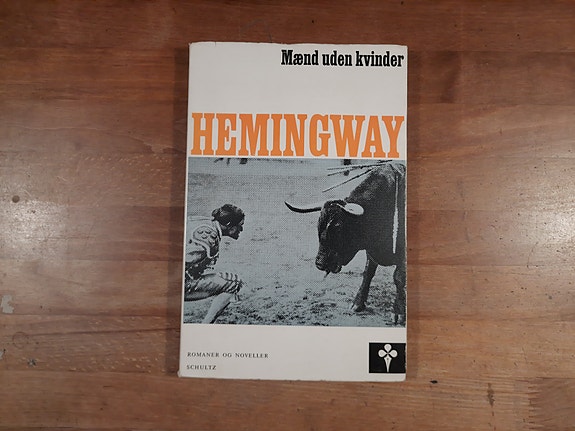 Mænd uden kvinder
HEMINGWAY
ROMANER OG NOVELLER
SCHULTZ